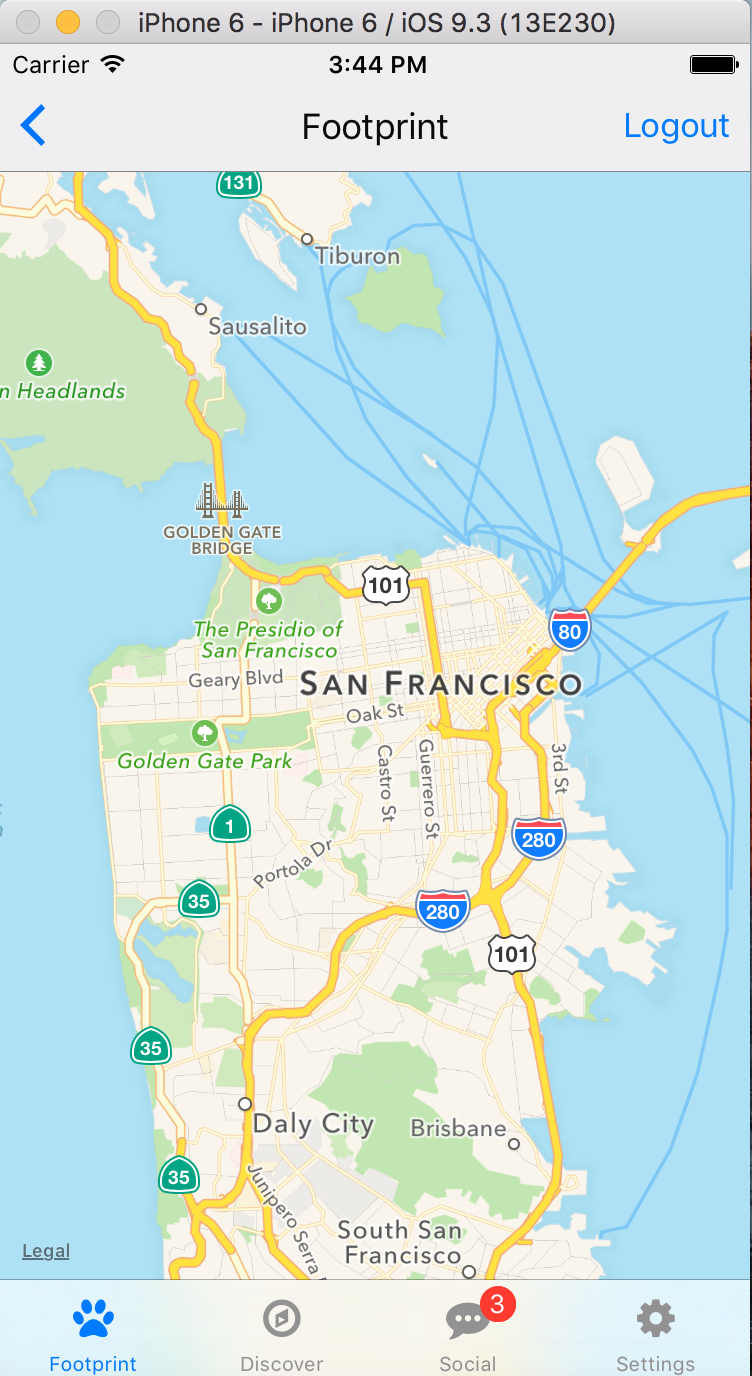 iPhone 6 - iPhone 6 / iOS 9.3 (13E230)
Carrier 3:44 PM
Footprint Logout
131
Tiburon
Sausalito
n Headlands
GOLDEN GATE
BRIDGE
101
80
The Presidio of
San Francisco
Geary Blvd
SAN FRANCISCO
Oak St
Golden Gate Park
Castro St
Guerrero St
3rd St
1
280
Portola Dr
35
280
101
35
Daly City
Brisbane
35
Junipero Serra
South San
Francisco
Legal
3
Footprint Discover Social Settings